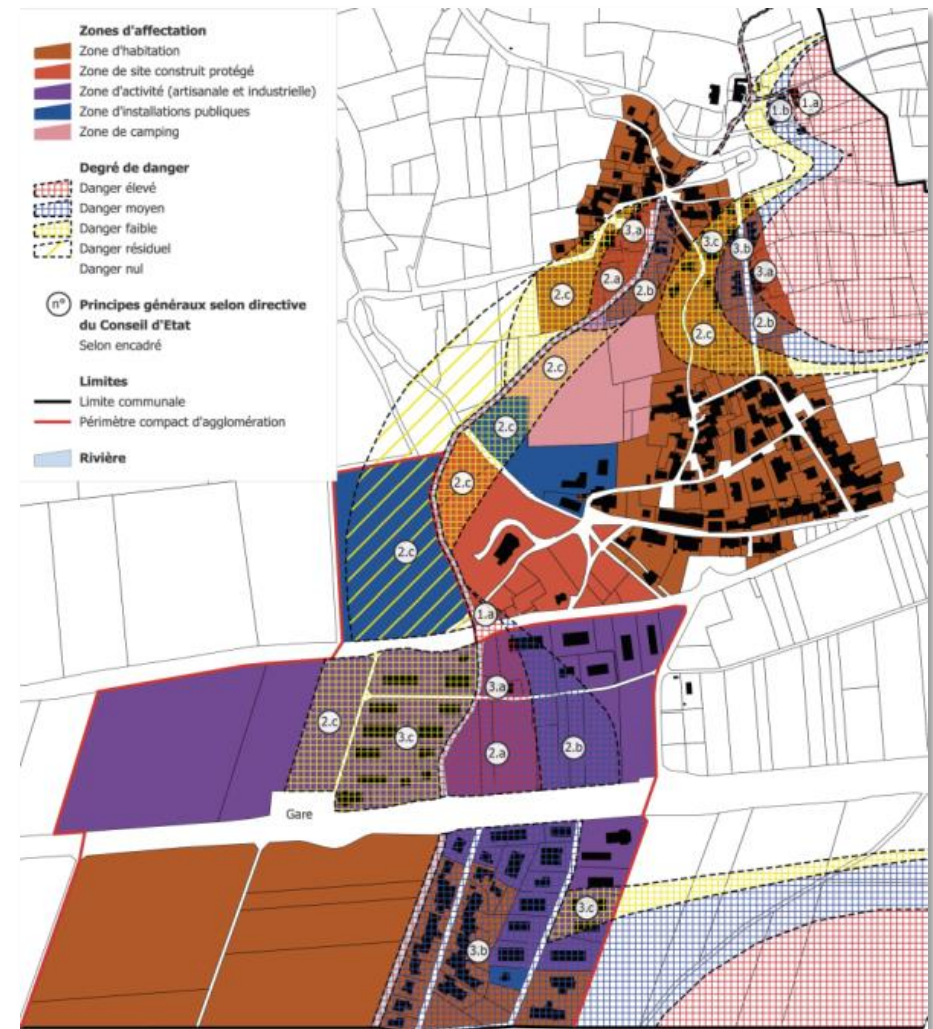 Zones d'affectation
Zone d'habitation
Zone de site construit protégé
Zone d'activité (artisanale et industrielle)
Zone d'installations publiques
Zone de camping
Degré de danger
Danger élevé
Danger moyen
Danger faible
Danger résiduel
Danger nul
n° Principes généraux selon directive
du Conseil d'Etat
Selon encadré
Limites
Limite communale
Périmètre compact d'agglomération
Rivière
1.b
1.a
3.a
3.c
3.b
3.a
2.c
2.a
2.b
2.b
2.c
2.c
2.c
2.c
2.c
1.a
3.a
2.c
3.c
2.a
2.b
Gare
3.c
3.b